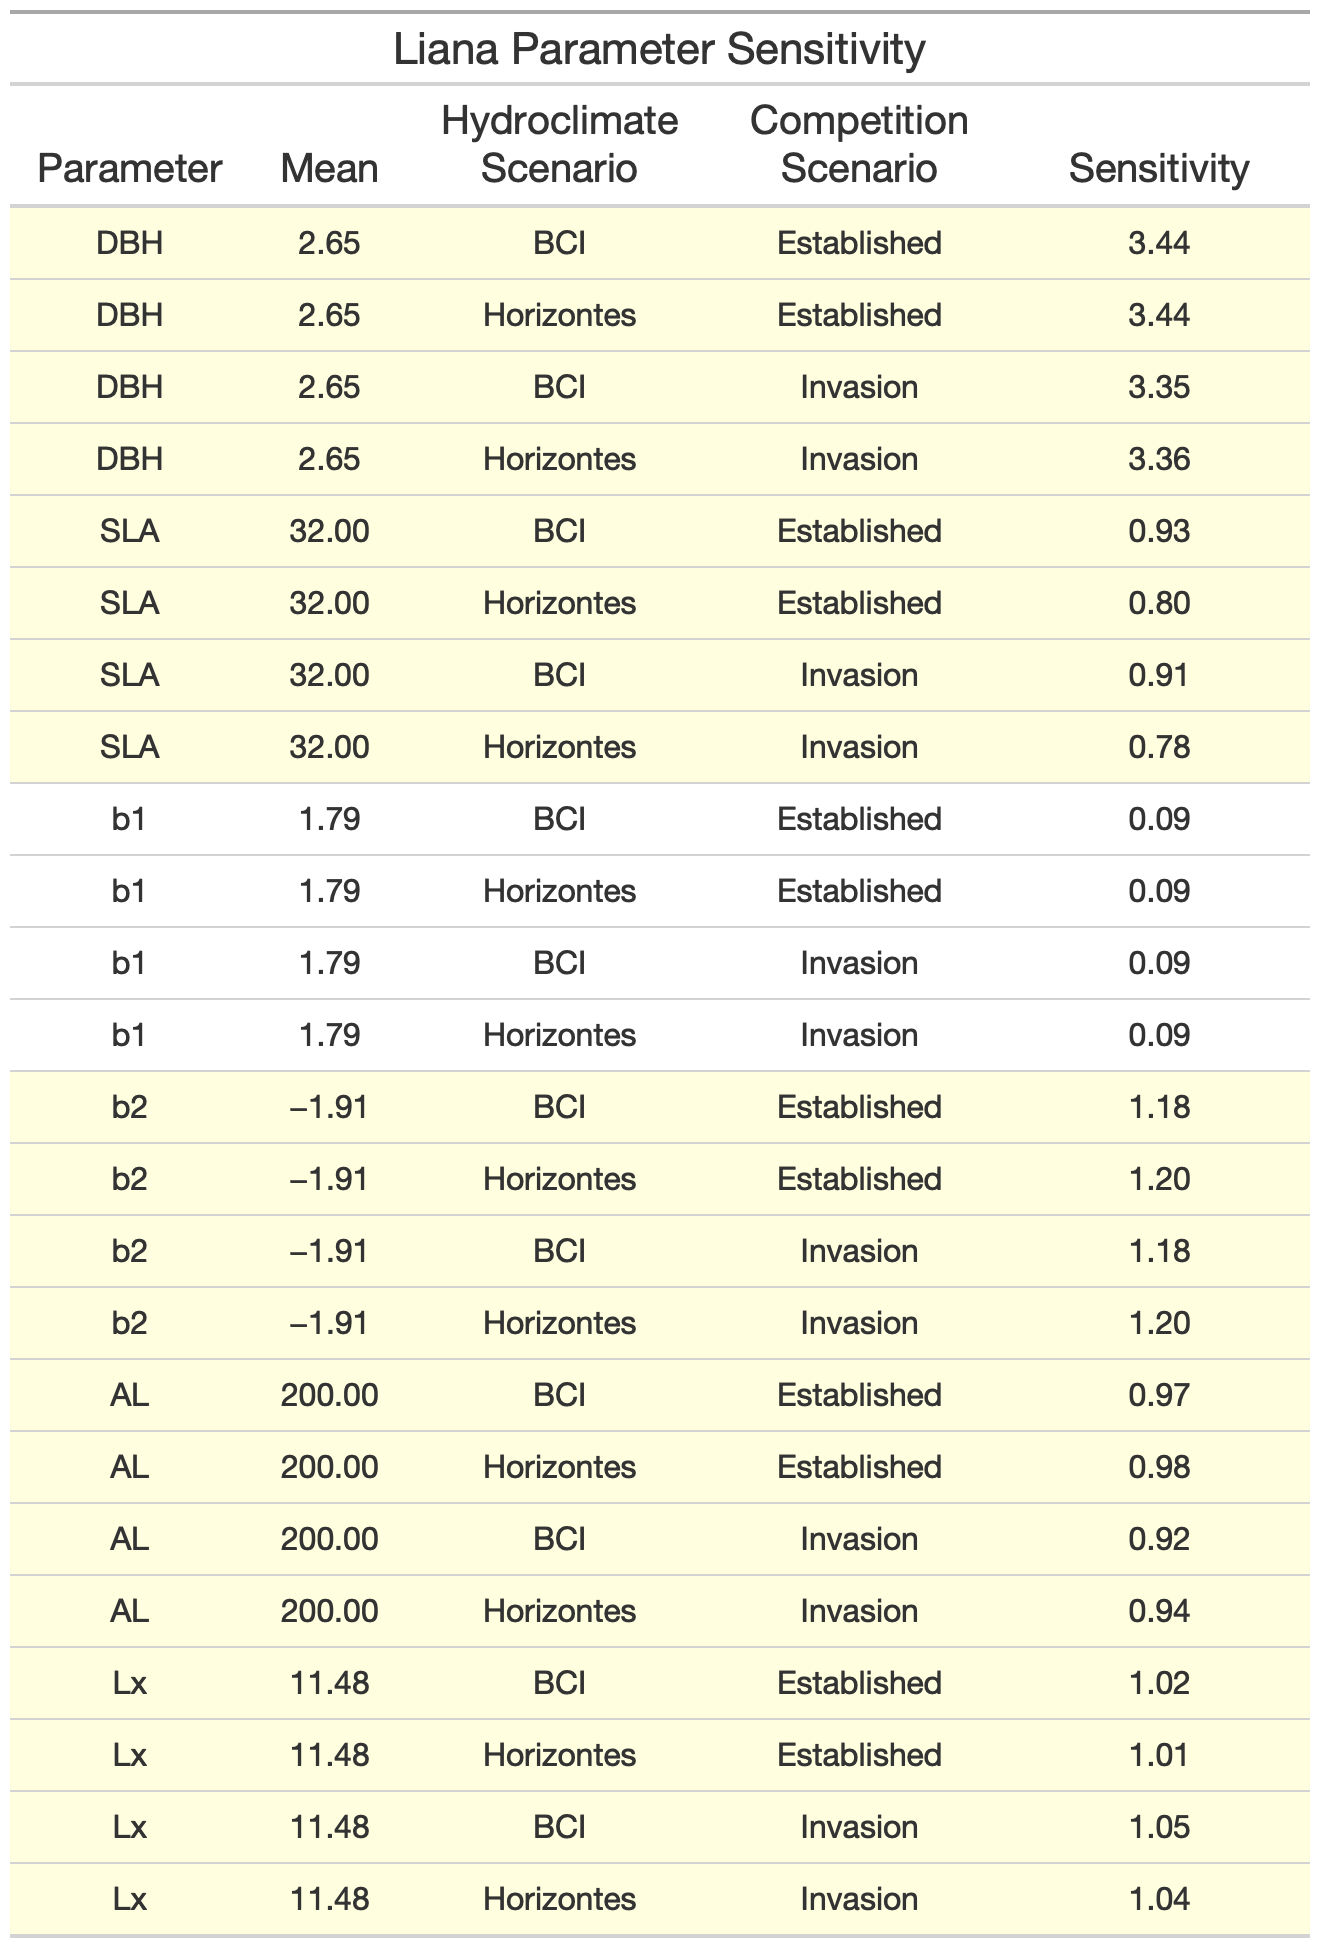 Liana Parameter Sensitivity
Parameter Mean Hydroclimate Scenario Competition Scenario Sensitivity
DBH 2.65 BCI Established 3.44
DBH 2.65 Horizontes Established 3.44
DBH 2.65 BCI Invasion 3.35
DBH 2.65 Horizontes Invasion 3.36
SLA 32.00 BCI Established 0.93
SLA 32.00 Horizontes Established 0.80
SLA 32.00 BCI Invasion 0.91
SLA 32.00 Horizontes Invasion 0.78
b1 1.79 BCI Established 0.09
b1 1.79 Horizontes Established 0.09
b1 1.79 BCI Invasion 0.09
b1 1.79 Horizontes Invasion 0.09
b2 −1.91 BCI Established 1.18
b2 −1.91 Horizontes Established 1.20
b2 −1.91 BCI Invasion 1.18
b2 −1.91 Horizontes Invasion 1.20
AL 200.00 BCI Established 0.97
AL 200.00 Horizontes Established 0.98
AL 200.00 BCI Invasion 0.92
AL 200.00 Horizontes Invasion 0.94
Lx 11.48 BCI Established 1.02
Lx 11.48 Horizontes Established 1.01
Lx 11.48 BCI Invasion 1.05
Lx 11.48 Horizontes Invasion 1.04